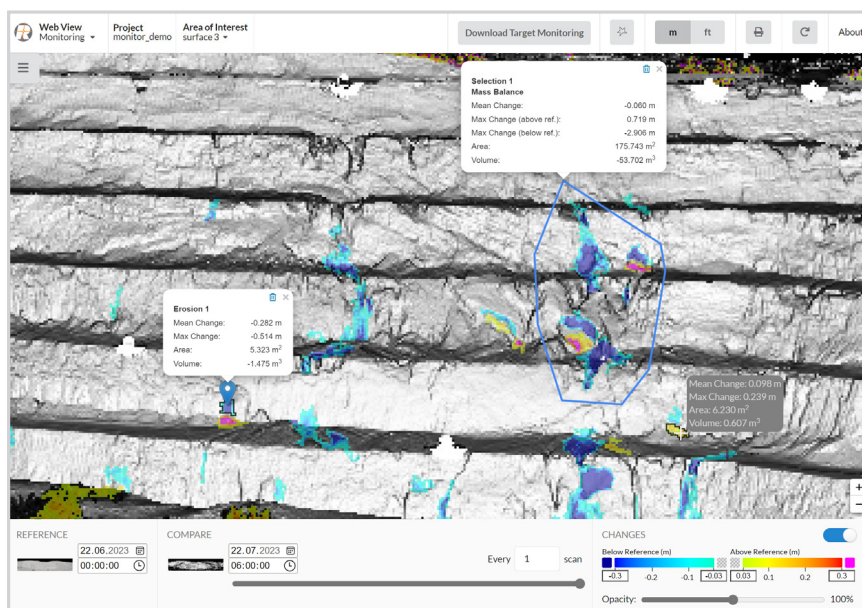 Web View
Monitoring
Project
monitor_demo
Area of Interest
surface 3
Download Target Monitoring
m
ft
About
Selection 1
Mass Balance
Mean Change: -0.060 m
Max Change (above ref.): 0.719 m
Max Change (below ref.): -2.906 m
Area: 175.743 m²
Volume: -53.702 m³
Erosion 1
Mean Change: -0.282 m
Max Change: -0.514 m
Area: 5.323 m²
Volume: -1.475 m³
Mean Change: 0.098 m
Max Change: 0.239 m
Area: 6.230 m²
Volume: 0.607 m³
+
−
REFERENCE
22.06.2023
00:00:00
COMPARE
22.07.2023
06:00:00
Every 1 scan
CHANGES
Below Reference (m) Above Reference (m)
-0.3 -0.2 -0.1 -0.03 0.03 0.1 0.2 0.3
Opacity: 100%